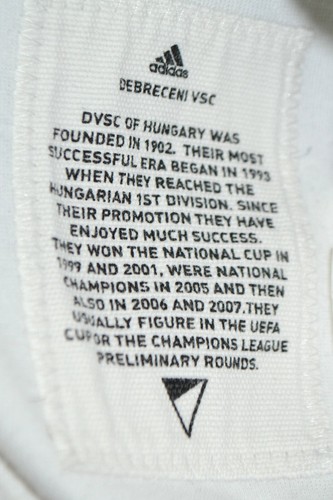 adidas
DEBRECENI VSC
DVSC OF HUNGARY WAS
FOUNDED IN 1902. THEIR MOST
SUCCESSFUL ERA BEGAN IN 1993
WHEN THEY REACHED THE
HUNGARIAN 1ST DIVISION. SINCE
THEIR PROMOTION THEY HAVE
ENJOYED MUCH SUCCESS.
THEY WON THE NATIONAL CUP IN
1999 AND 2001, WERE NATIONAL
CHAMPIONS IN 2005 AND THEN
ALSO IN 2006 AND 2007.THEY
USUALLY FIGURE IN THE UEFA
CUP OR THE CHAMPIONS LEAGUE
PRELIMINARY ROUNDS.